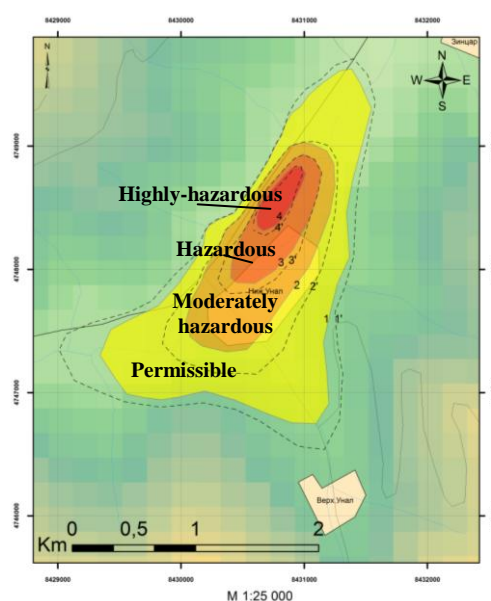 8429000 8430000 8431000 8432000
Зинцар
N
N
W E
S
4749000
Highly-hazardous
4
4'
Hazardous
4748000
3 3'
2 2'
Ниж.Унал
Moderately
hazardous
1 1'
Permissible
4747000
Верх.Унал
4746000
0 0,5 1 2
Km
8429000 8430000 8431000 8432000
M 1:25 000